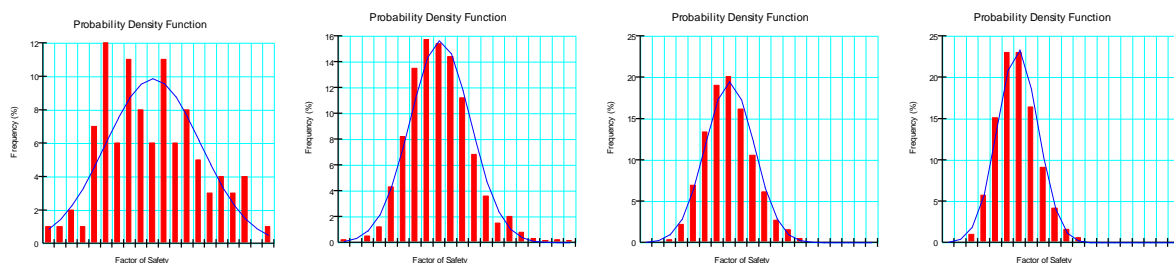 Probability Density Function
12
10
8
6
4
2
0
Frequency (%)
Factor of Safety
Probability Density Function
16
14
12
10
8
6
4
2
0
Frequency (%)
Factor of Safety
Probability Density Function
25
20
15
10
5
0
Frequency (%)
Factor of Safety
Probability Density Function
25
20
15
10
5
0
Frequency (%)
Factor of Safety